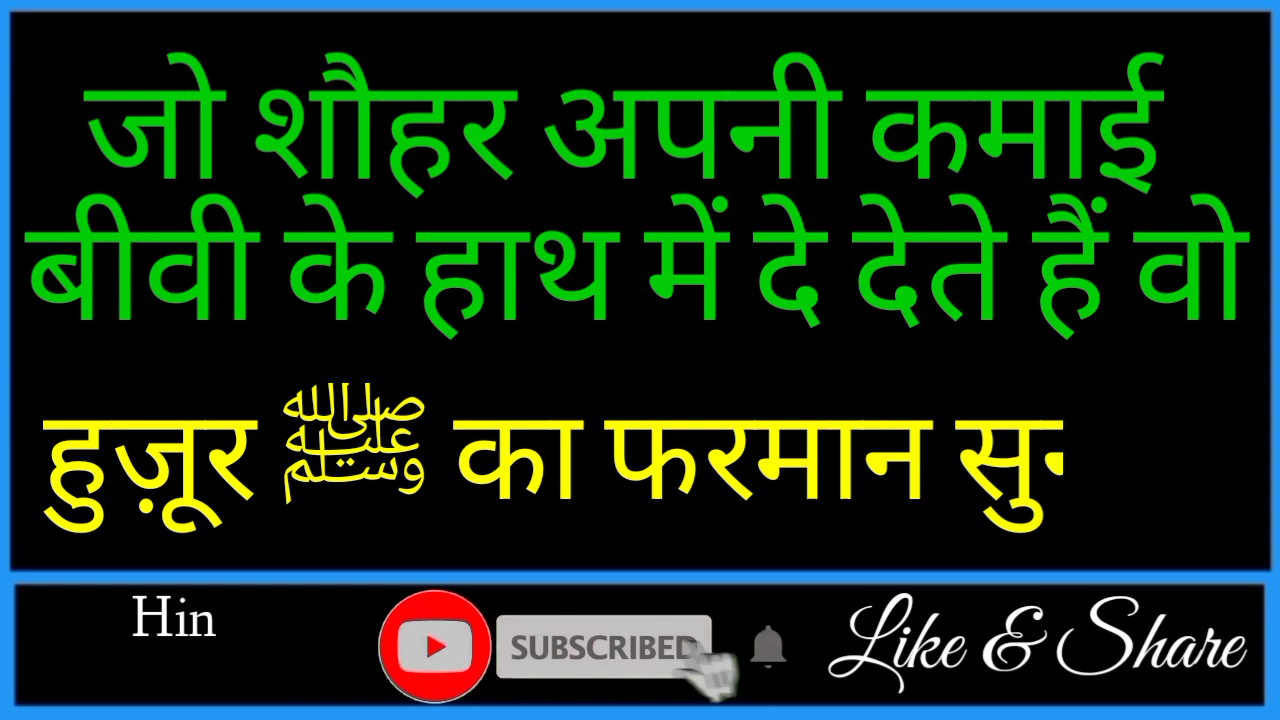 जो शौहर अपनी कमाई
बीवी के हाथ में दे देते हैं वो
हुज़ूर ﷺ का फरमान सु
Hin
SUBSCRIBED
Like & Share